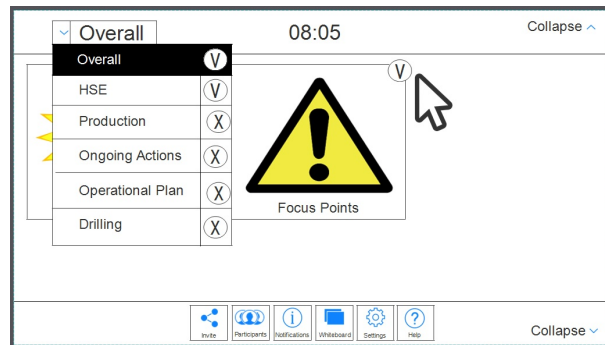 Overall
08:05
Collapse
Overall V
HSE V
Production X
Ongoing Actions X
Operational Plan X
Drilling X
V
!
Focus Points
Invite
Participants
Notifications
Whiteboard
Settings
Help
Collapse